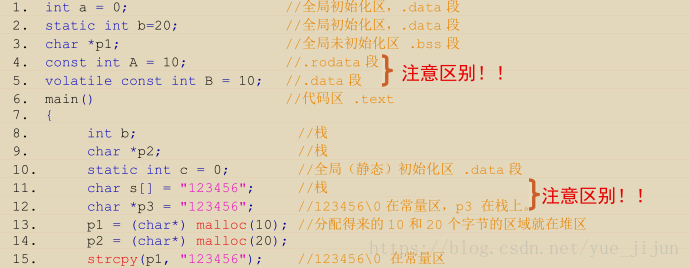 1. int a = 0; //全局初始化区, .data 段
2. static int b=20; //全局初始化区, .data 段
3. char *p1; //全局未初始化区 .bss 段
4. const int A = 10; //.rodata 段
5. volatile const int B = 10; //.data 段
注意区别！！
6. main() //代码区 .text
7. {
8. int b; //栈
9. char *p2; //栈
10. static int c = 0; //全局（静态）初始化区 .data 段
11. char s[] = "123456"; //栈
12. char *p3 = "123456"; //123456\0 在常量区, p3 在栈上。
注意区别！！
13. p1 = (char*) malloc(10); //分配得来的 10 和 20 个字节的区域就在堆区
14. p2 = (char*) malloc(20);
15. strcpy(p1, "123456"); //123456\0 在常量区
https://blog.csdn.net/yue_jijun